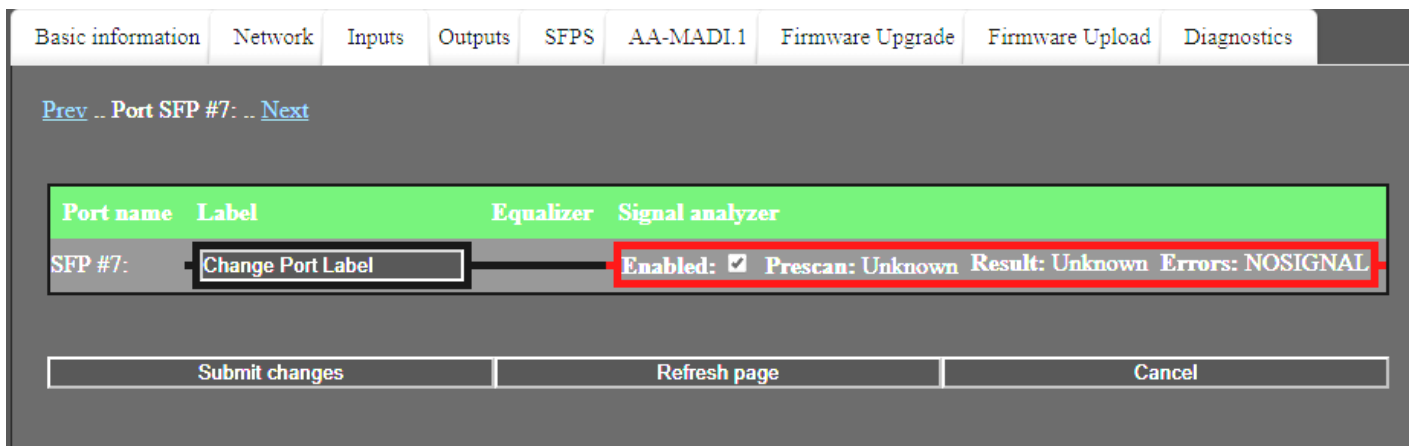 Basic information Network Inputs Outputs SFPS AA-MADI.1 Firmware Upgrade Firmware Upload Diagnostics
Prev .. Port SFP #7: .. Next
Port name Label Equalizer Signal analyzer
SFP #7: Change Port Label Enabled: Prescan: Unknown Result: Unknown Errors: NOSIGNAL
Submit changes Refresh page Cancel